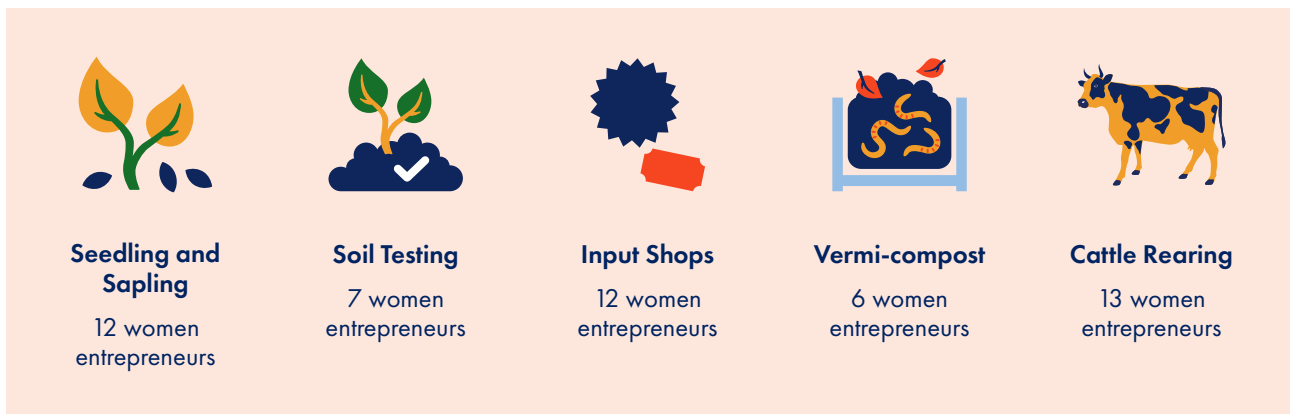 Seedling and
Sapling
12 women
entrepreneurs
Soil Testing
7 women
entrepreneurs
Input Shops
12 women
entrepreneurs
Vermi-compost
6 women
entrepreneurs
Cattle Rearing
13 women
entrepreneurs